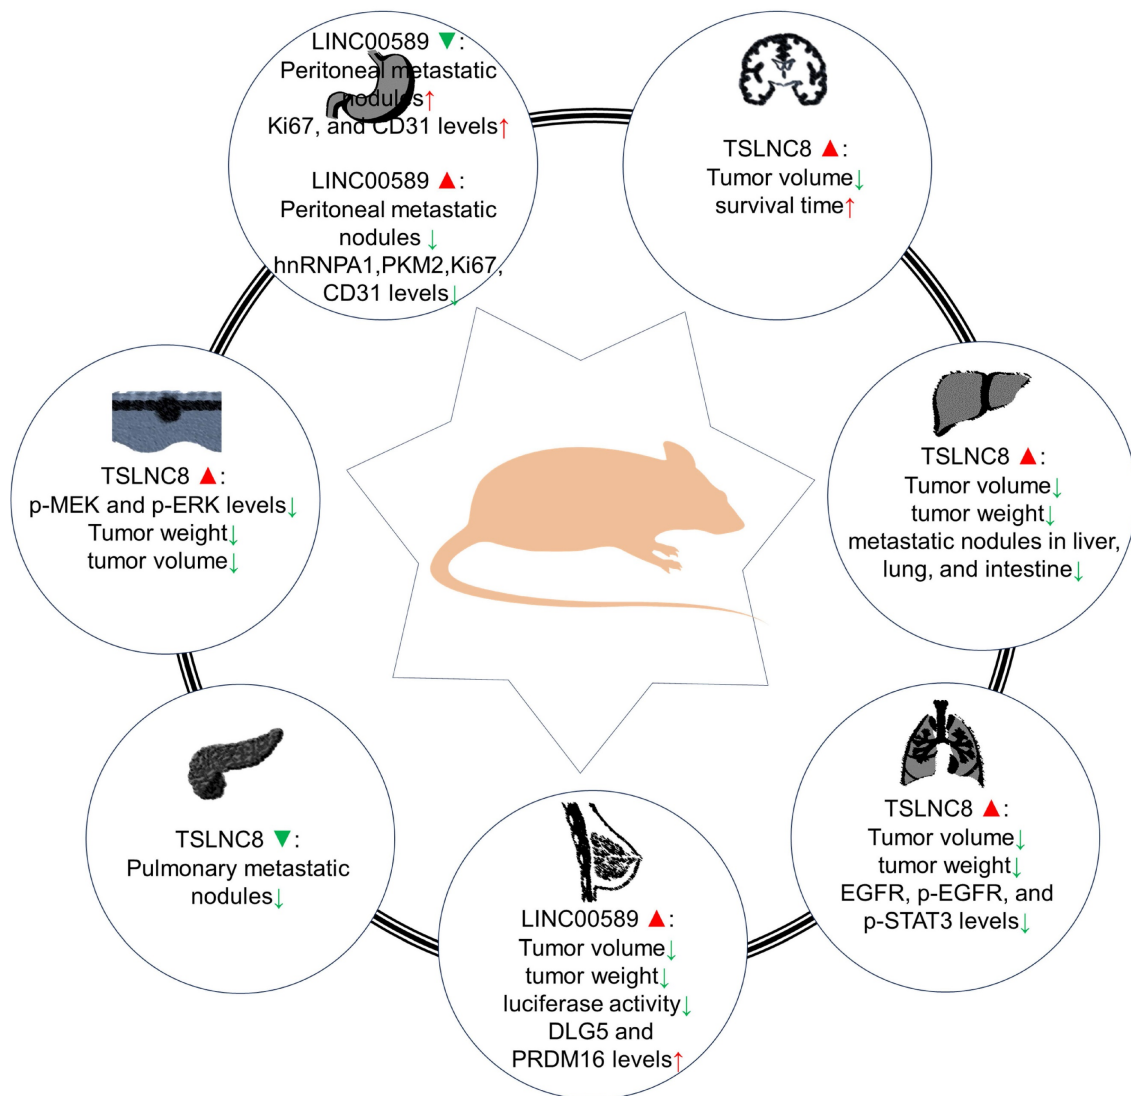 LINC00589 ▼:
Peritoneal metastatic
nodules↑
Ki67, and CD31 levels↑
LINC00589 ▲:
Peritoneal metastatic
nodules ↓
hnRNPA1,PKM2,Ki67,
CD31 levels↓
TSLNC8 ▲:
Tumor volume↓
survival time↑
TSLNC8 ▲:
p-MEK and p-ERK levels↓
Tumor weight↓
tumor volume↓
TSLNC8 ▲:
Tumor volume↓
tumor weight↓
metastatic nodules in liver,
lung, and intestine↓
TSLNC8 ▼:
Pulmonary metastatic
nodules↓
LINC00589 ▲:
Tumor volume↓
tumor weight↓
luciferase activity↓
DLG5 and
PRDM16 levels↑
TSLNC8 ▲:
Tumor volume↓
tumor weight↓
EGFR, p-EGFR, and
p-STAT3 levels↓